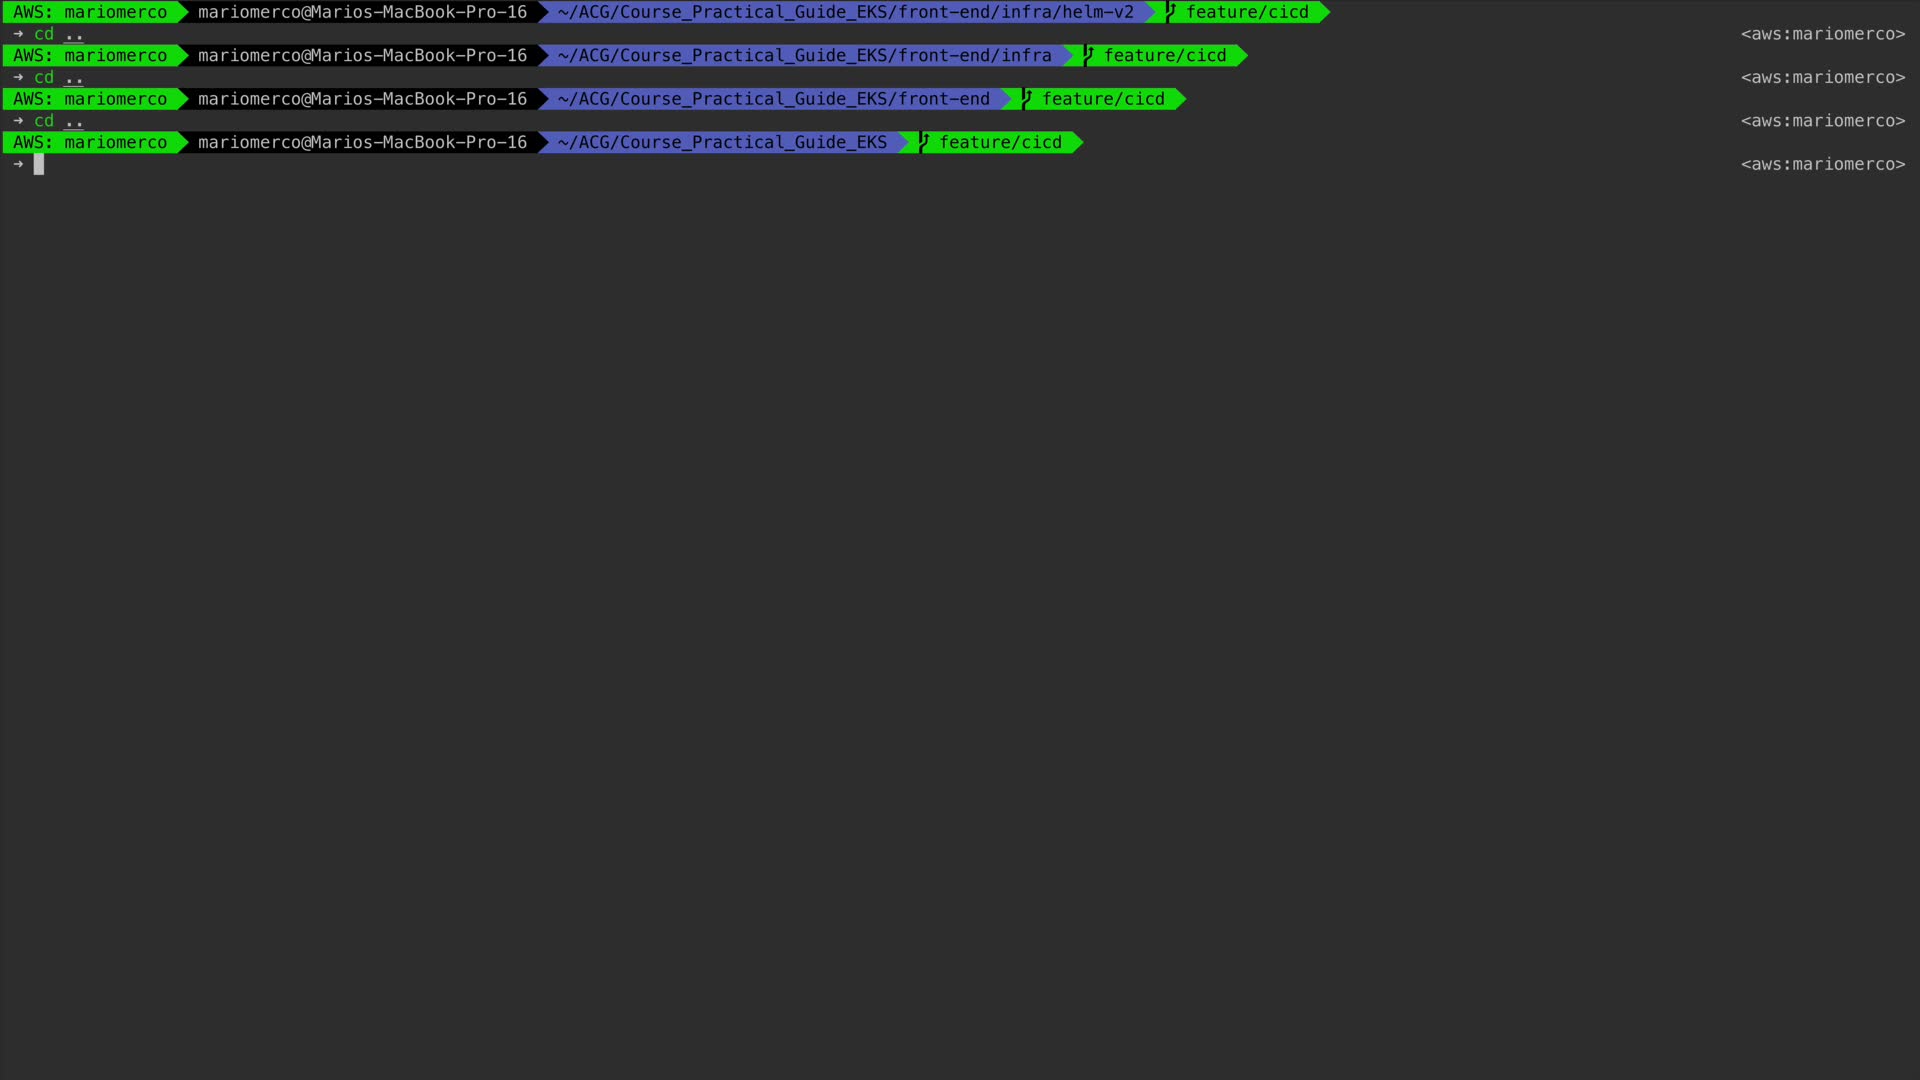 AWS: mariomerco mariomerco@Marios-MacBook-Pro-16 ~/ACG/Course_Practical_Guide_EKS/front-end/infra/helm-v2 feature/cicd
→ cd .. <aws:mariomerco>
AWS: mariomerco mariomerco@Marios-MacBook-Pro-16 ~/ACG/Course_Practical_Guide_EKS/front-end/infra feature/cicd
→ cd .. <aws:mariomerco>
AWS: mariomerco mariomerco@Marios-MacBook-Pro-16 ~/ACG/Course_Practical_Guide_EKS/front-end feature/cicd
→ cd .. <aws:mariomerco>
AWS: mariomerco mariomerco@Marios-MacBook-Pro-16 ~/ACG/Course_Practical_Guide_EKS feature/cicd
→ <aws:mariomerco>